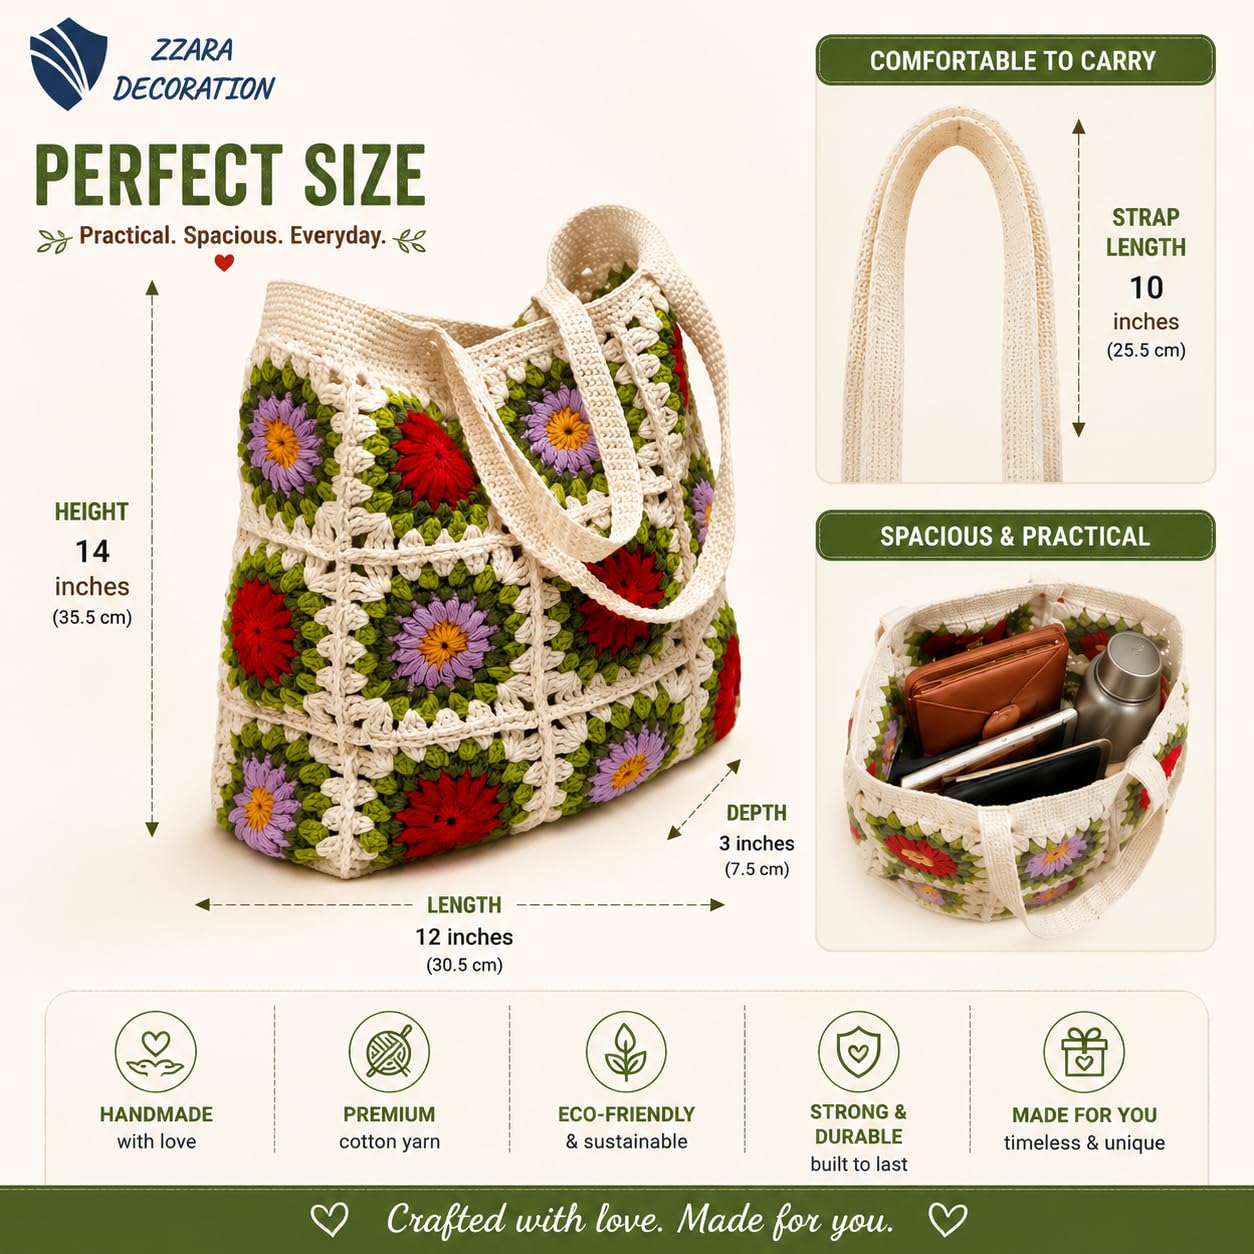 ZZARA
DECORATION
PERFECT SIZE
Practical. Spacious. Everyday.
HEIGHT
14
inches
(35.5 cm)
LENGTH
12 inches
(30.5 cm)
DEPTH
3 inches
(7.5 cm)
COMFORTABLE TO CARRY
STRAP
LENGTH
10
inches
(25.5 cm)
SPACIOUS & PRACTICAL
HANDMADE
with love
PREMIUM
cotton yarn
ECO-FRIENDLY
& sustainable
STRONG &
DURABLE
built to last
MADE FOR YOU
timeless & unique
Crafted with love. Made for you.